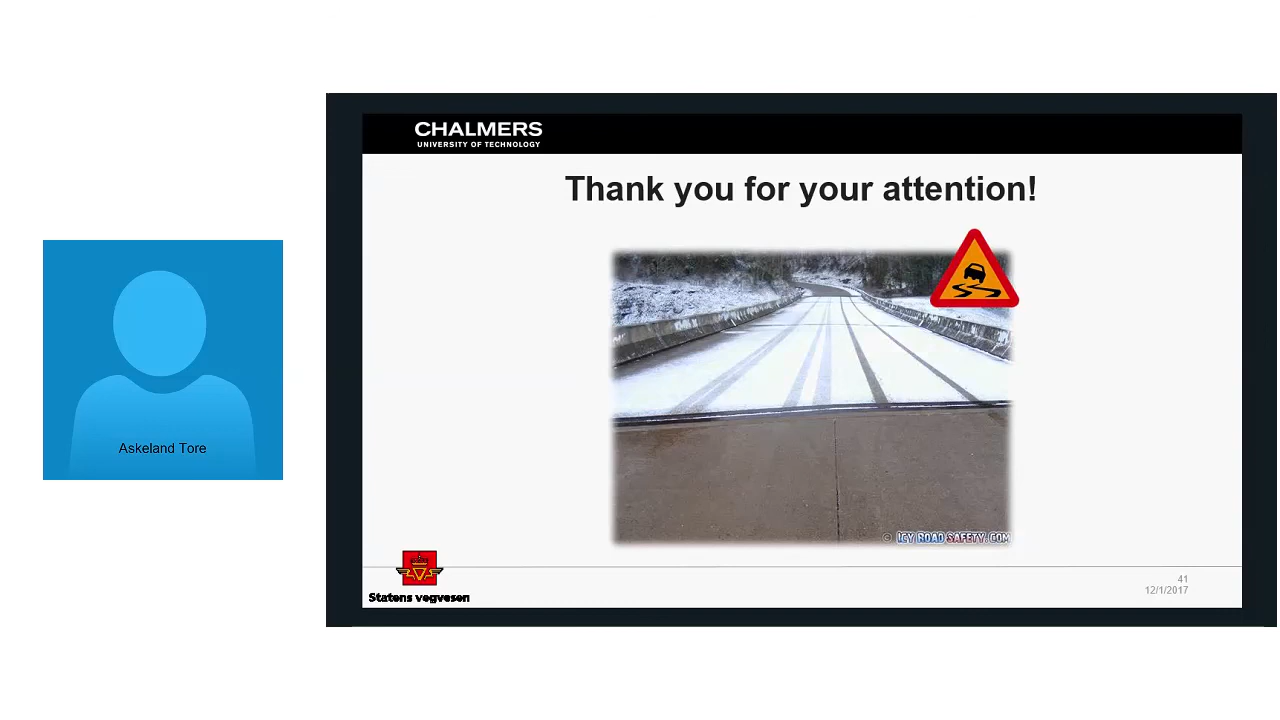 CHALMERS
UNIVERSITY OF TECHNOLOGY
Thank you for your attention!
Askeland Tore
© ICY ROAD SAFETY.COM
Statens vegvesen
41
12/1/2017